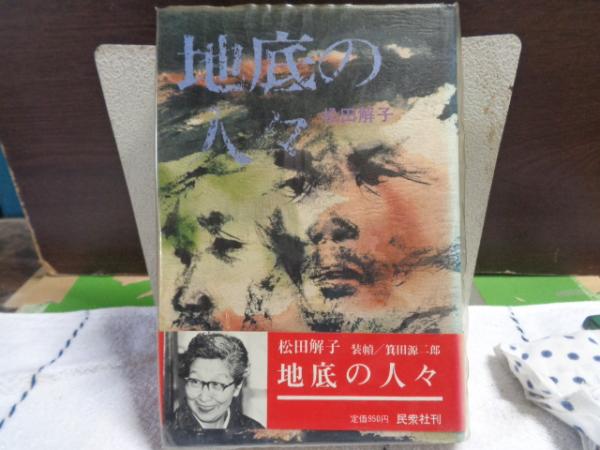 地底の
人々
松田解子
松田解子 装幀/箕田源二郎
地底の人々
定価950円 民衆社刊